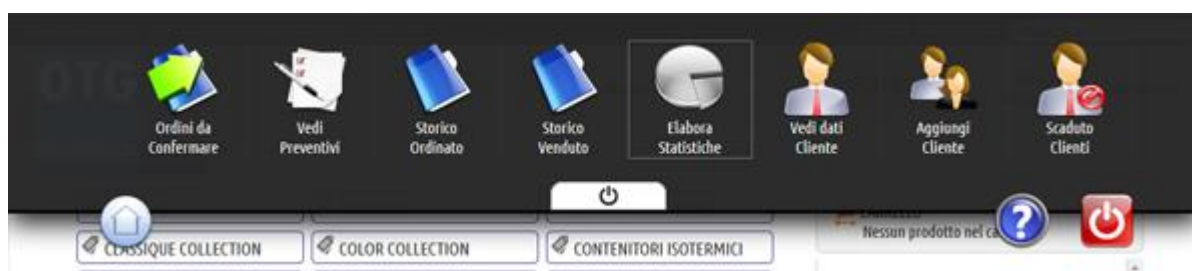 OTG
Ordini da
Confermare
Vedi
Preventivi
Storico
Ordinato
Storico
Venduto
Elabora
Statistiche
Vedi dati
Cliente
Aggiungi
Cliente
Scaduto
Clienti
?
Nessun prodotto nel
CLASSIQUE COLLECTION
COLOR COLLECTION
CONTENITORI ISOTERMICI